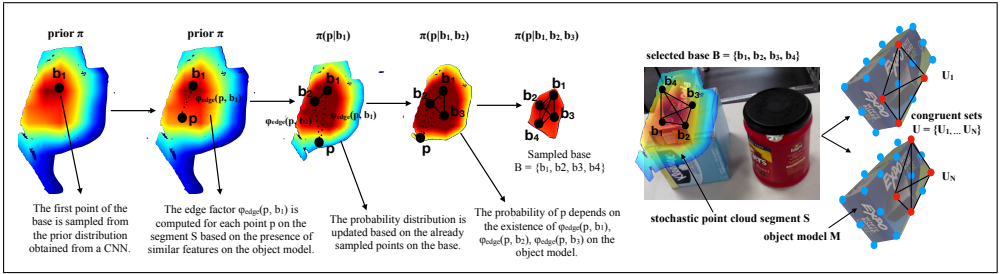 prior π
b₁
prior π
b₁
φedge(p, b₁)
p
π(p|b₁)
b₁
b₂
φedge(p, b₁)
φedge(p, b₁)
p
π(p|b₁, b₂)
b₁
b₂
b₃
p
π(p|b₁, b₂, b₃)
b₁
b₂
b₃
b₄
Sampled base
B = {b1, b2, b3, b4}
The first point of the
base is sampled from
the prior distribution
obtained from a CNN.
The edge factor φedge(p, b₁) is
computed for each point p on the
segment S based on the presence of
similar features on the object model.
The probability distribution is
updated based on the already
sampled points on the base.
The probability of p depends on
the existence of φedge(p, b₁),
φedge(p, b₂), φedge(p, b₃) on the
object model.
selected base B = {b₁, b₂, b₃, b₄}
b₄
b₃
b₁
b₂
stochastic point cloud segment S
U₁
congruent sets
U = {U₁,... UN}
EXPO
UN
EXPO
object model M